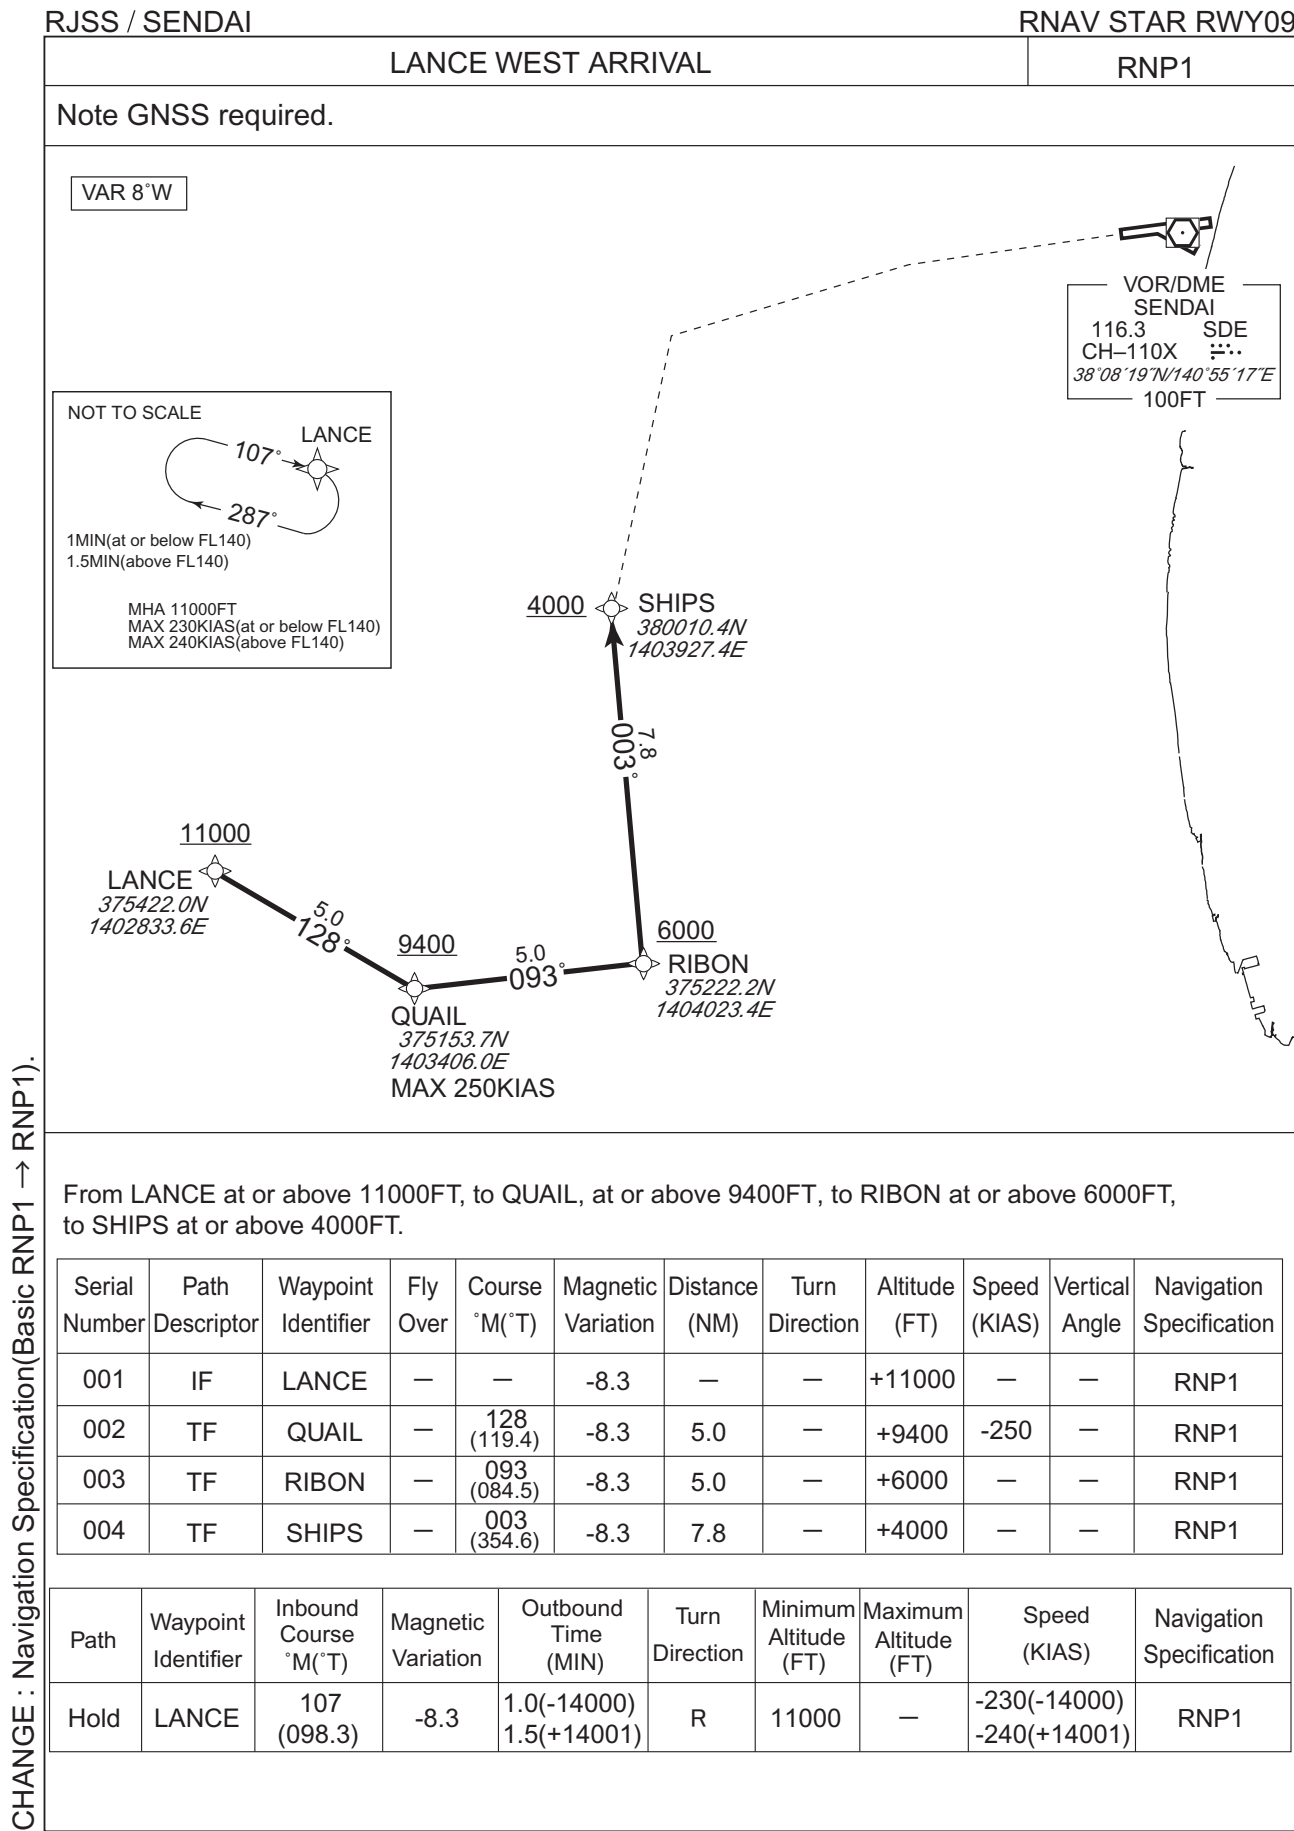 RJSS / SENDAI
RNAV STAR RWY09
LANCE WEST ARRIVAL
RNP1
Note GNSS required.
VAR 8°W
VOR/DME
SENDAI
116.3 SDE
CH–110X
38°08´19˝N/140°55´17˝E
100FT
NOT TO SCALE
LANCE
107°
287°
1MIN(at or below FL140)
1.5MIN(above FL140)
MHA 11000FT
MAX 230KIAS(at or below FL140)
MAX 240KIAS(above FL140)
4000 SHIPS
380010.4N
1403927.4E
7.8
003°
11000
LANCE
375422.0N
1402833.6E
5.0
128°
9400
QUAIL
375153.7N
1403406.0E
MAX 250KIAS
5.0
093°
6000
RIBON
375222.2N
1404023.4E
From LANCE at or above 11000FT, to QUAIL, at or above 9400FT, to RIBON at or above 6000FT,
to SHIPS at or above 4000FT.
Serial Path Waypoint Fly Course Magnetic Distance Turn Altitude Speed Vertical Navigation
Number Descriptor Identifier Over °M(°T) Variation (NM) Direction (FT) (KIAS) Angle Specification
001 IF LANCE — — -8.3 — — +11000 — — RNP1
002 TF QUAIL — 128 (119.4) -8.3 5.0 — +9400 -250 — RNP1
003 TF RIBON — 093 (084.5) -8.3 5.0 — +6000 — — RNP1
004 TF SHIPS — 003 (354.6) -8.3 7.8 — +4000 — — RNP1
Path Waypoint Identifier Inbound Course °M(°T) Magnetic Variation Outbound Time (MIN) Turn Direction Minimum Altitude (FT) Maximum Altitude (FT) Speed (KIAS) Navigation Specification
Hold LANCE 107 (098.3) -8.3 1.0(-14000) 1.5(+14001) R 11000 — -230(-14000) -240(+14001) RNP1
CHANGE : Navigation Specification(Basic RNP1 → RNP1).